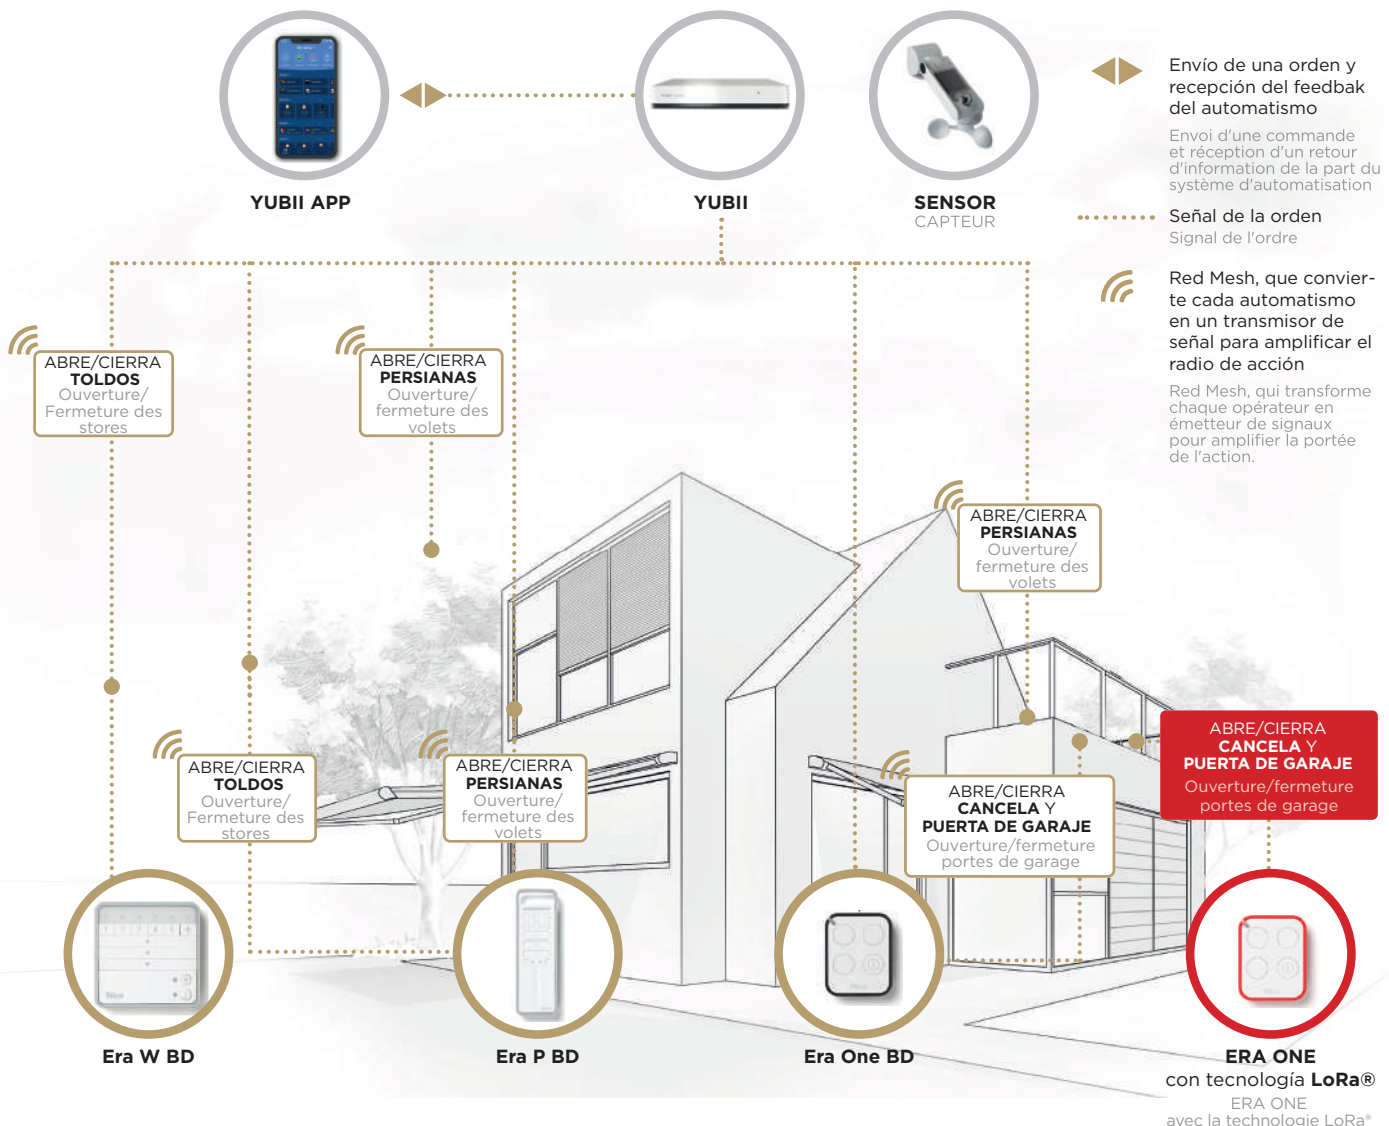 YUBII APP
YUBII
SENSOR
CAPTEUR
Envío de una orden y
recepción del feedbak
del automatismo
Envoi d'une commande
et réception d'un retour
d'information de la part du
système d'automatisation
Señal de la orden
Signal de l'ordre
Red Mesh, que convier-
te cada automatismo
en un transmisor de
señal para amplificar el
radio de acción
Red Mesh, qui transforme
chaque opérateur en
émetteur de signaux
pour amplifier la portée
de l'action.
ABRE/CIERRA
TOLDOS
Ouverture/
Fermeture des
stores
ABRE/CIERRA
PERSIANAS
Ouverture/
fermeture des
volets
ABRE/CIERRA
PERSIANAS
Ouverture/
fermeture des
volets
ABRE/CIERRA
TOLDOS
Ouverture/
Fermeture des
stores
ABRE/CIERRA
PERSIANAS
Ouverture/
fermeture des
volets
ABRE/CIERRA
CANCELA Y
PUERTA DE GARAJE
Ouverture/fermeture
portes de garage
ABRE/CIERRA
CANCELA Y
PUERTA DE GARAJE
Ouverture/fermeture
portes de garage
Nice
Era W BD
Era P BD
Era One BD
ERA ONE
con tecnología LoRa®
ERA ONE
avec la technologie LoRa®